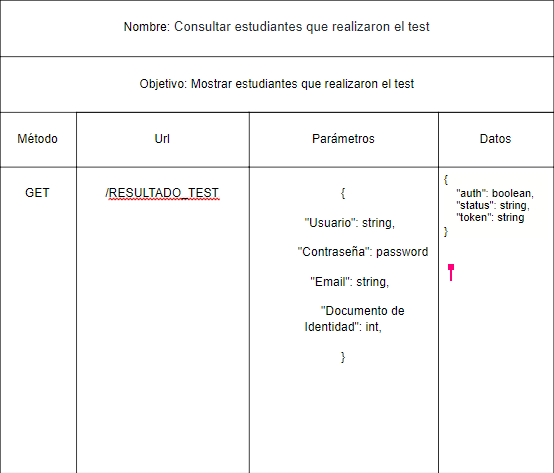 Nombre: Consultar estudiantes que realizaron el test
Objetivo: Mostrar estudiantes que realizaron el test
Método
Url
Parámetros
Datos
GET
/RESULTADO_TEST
{
"Usuario": string,
"Contraseña": password
"Email": string,
"Documento de
Identidad": int,
}
{
"auth": boolean,
"status": string,
"token": string
}